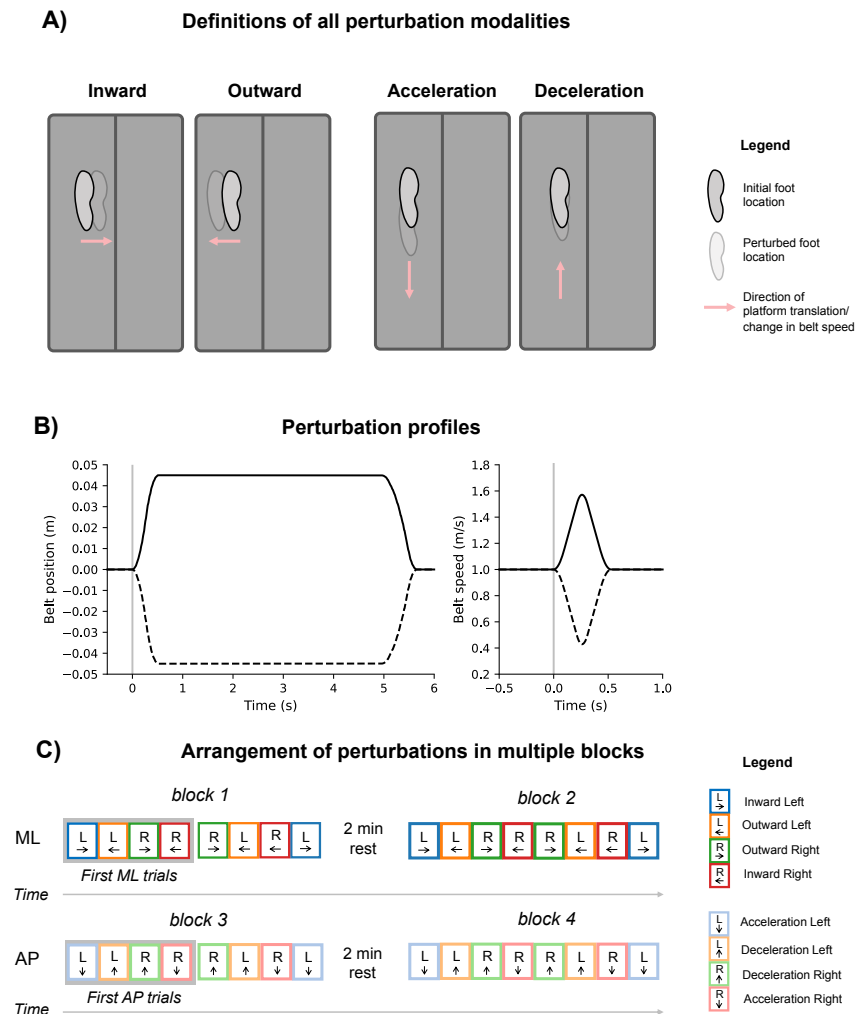 A) Definitions of all perturbation modalities
Inward Outward Acceleration Deceleration
Legend
Initial foot
location
Perturbed foot
location
Direction of
platform translation/
change in belt speed
B) Perturbation profiles
Belt position (m)
0.05
0.04
0.03
0.02
0.01
0.00
−0.01
−0.02
−0.03
−0.04
−0.05
0 1 2 3 4 5 6
Time (s)
Belt speed (m/s)
1.8
1.6
1.4
1.2
1.0
0.8
0.6
0.4
0.2
−0.5 0.0 0.5 1.0
Time (s)
C) Arrangement of perturbations in multiple blocks
block 1 block 2
ML
L L R R R L R L
→ ← → ← → ← ← →
2 min
rest
L L R R R L R L
→ ← → ← → ← ← →
First ML trials
Time
block 3 block 4
AP
L L R R R L R L
↓ ↑ ↑ ↓ ↑ ↑ ↓ ↓
2 min
rest
L L R R R L R L
↓ ↑ ↑ ↓ ↑ ↑ ↓ ↓
First AP trials
Time
Legend
L → Inward Left
L ← Outward Left
R → Outward Right
R ← Inward Right
L ↓ Acceleration Left
L ↑ Deceleration Left
R ↑ Deceleration Right
R ↓ Acceleration Right